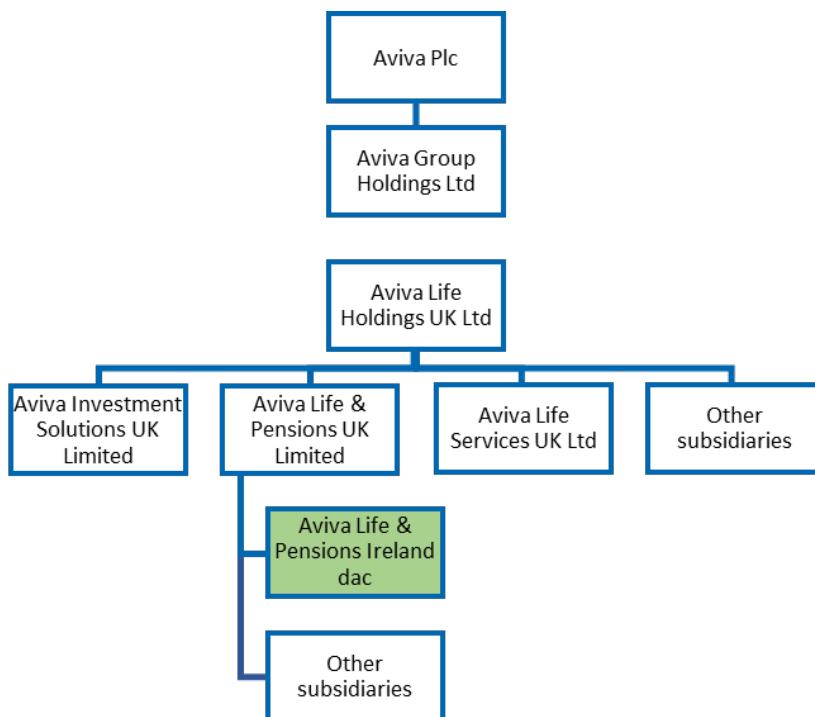 Aviva Plc
Aviva Group
Holdings Ltd
Aviva Life
Holdings UK Ltd
Aviva Investment
Solutions UK
Limited
Aviva Life &
Pensions UK
Limited
Aviva Life
Services UK Ltd
Other
subsidiaries
Aviva Life &
Pensions Ireland
dac
Other
subsidiaries